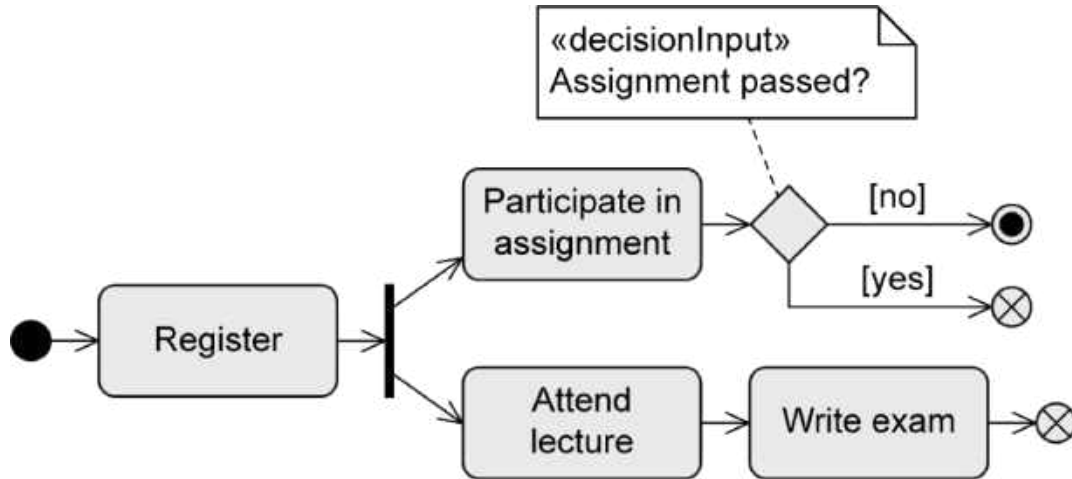 «decisionInput»
Assignment passed?
Participate in
assignment
[no]
[yes]
Register
Attend
lecture
Write exam